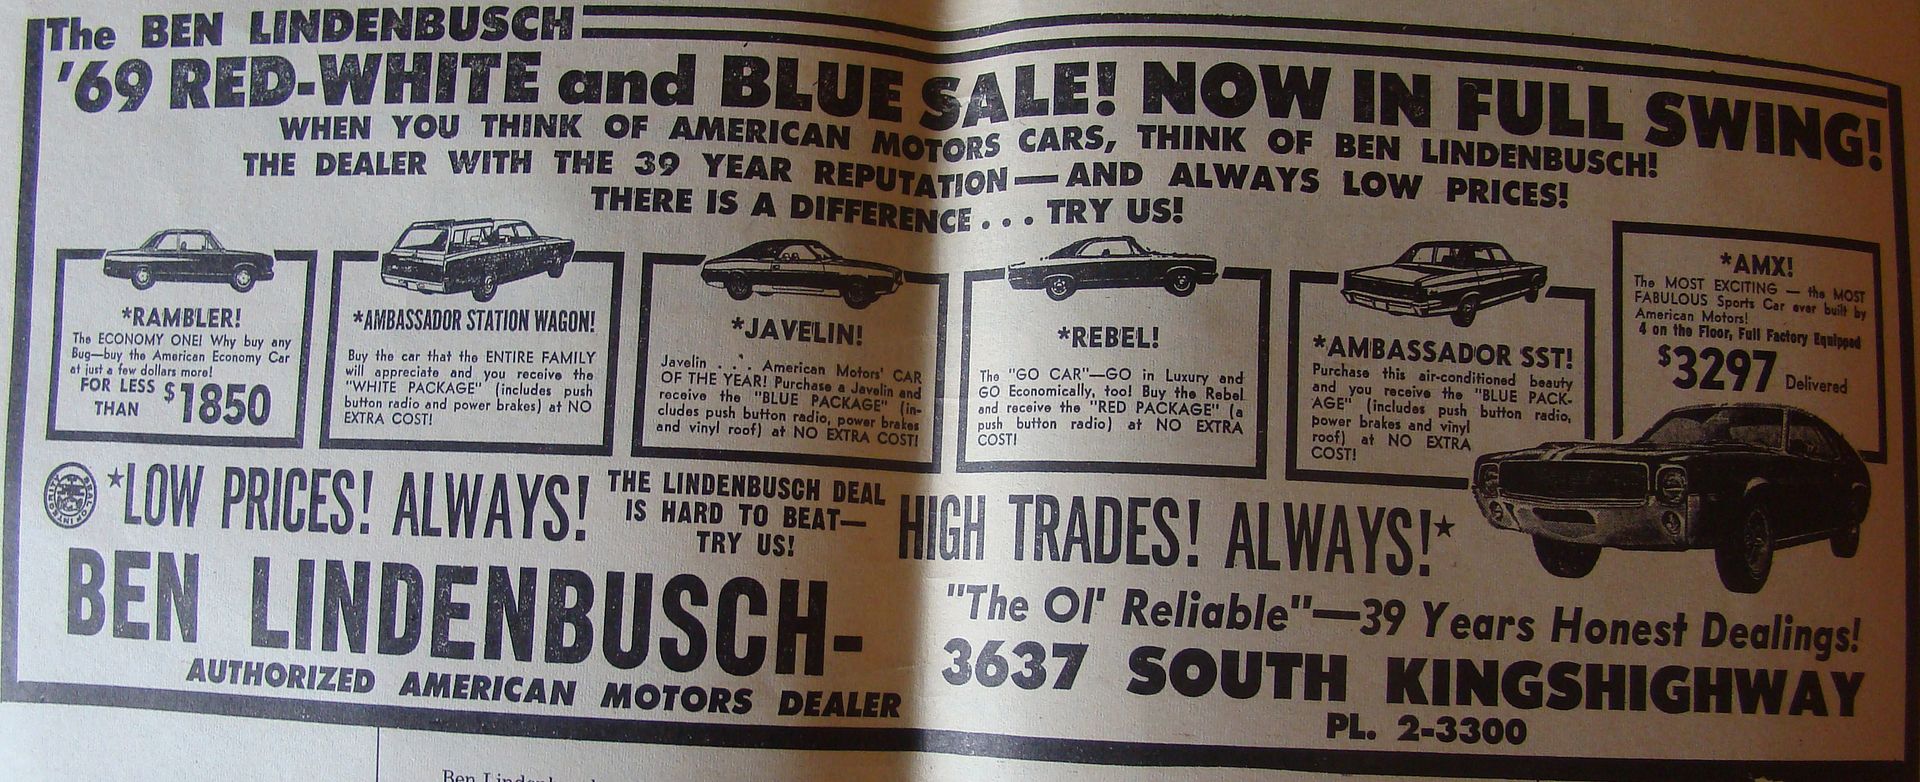 The BEN LINDENBUSCH
'69 RED-WHITE and BLUE SALE! NOW IN FULL SWING!
WHEN YOU THINK OF AMERICAN MOTORS CARS, THINK OF BEN LINDENBUSCH!
THE DEALER WITH THE 39 YEAR REPUTATION—AND ALWAYS LOW PRICES!
THERE IS A DIFFERENCE . . . TRY US!
*RAMBLER!
The ECONOMY ONE! Why buy any
Bug—buy the American Economy Car
at just a few dollars more!
FOR LESS
THAN $1850
*AMBASSADOR STATION WAGON!
Buy the car that the ENTIRE FAMILY
will appreciate and you receive the
"WHITE PACKAGE" (includes push
button radio and power brakes) at NO
EXTRA COST!
*JAVELIN!
Javelin . . . American Motors' CAR
OF THE YEAR! Purchase a Javelin and
receive the "BLUE PACKAGE" (in-
cludes push button radio, power brakes
and vinyl roof) at NO EXTRA COST!
*REBEL!
The "GO CAR"—GO in Luxury and
GO Economically, too! Buy the Rebel
and receive the "RED PACKAGE" (a
push button radio) at NO EXTRA
COST!
*AMBASSADOR SST!
Purchase this air-conditioned beauty
and you receive the "BLUE PACK-
AGE" (includes push button radio,
power brakes and vinyl
roof) at NO EXTRA
COST!
*AMX!
The MOST EXCITING — the MOST
FABULOUS Sports Car ever built by
American Motors!
4 on the Floor, Full Factory Equipped
$3297 Delivered
SEAL OF INTEGRITY
*LOW PRICES! ALWAYS!
THE LINDENBUSCH DEAL
IS HARD TO BEAT—
TRY US!
HIGH TRADES! ALWAYS!*
BEN LINDENBUSCH-
AUTHORIZED AMERICAN MOTORS DEALER
"The Ol' Reliable"—39 Years Honest Dealings!
3637 SOUTH KINGSHIGHWAY
PL. 2-3300
Ben